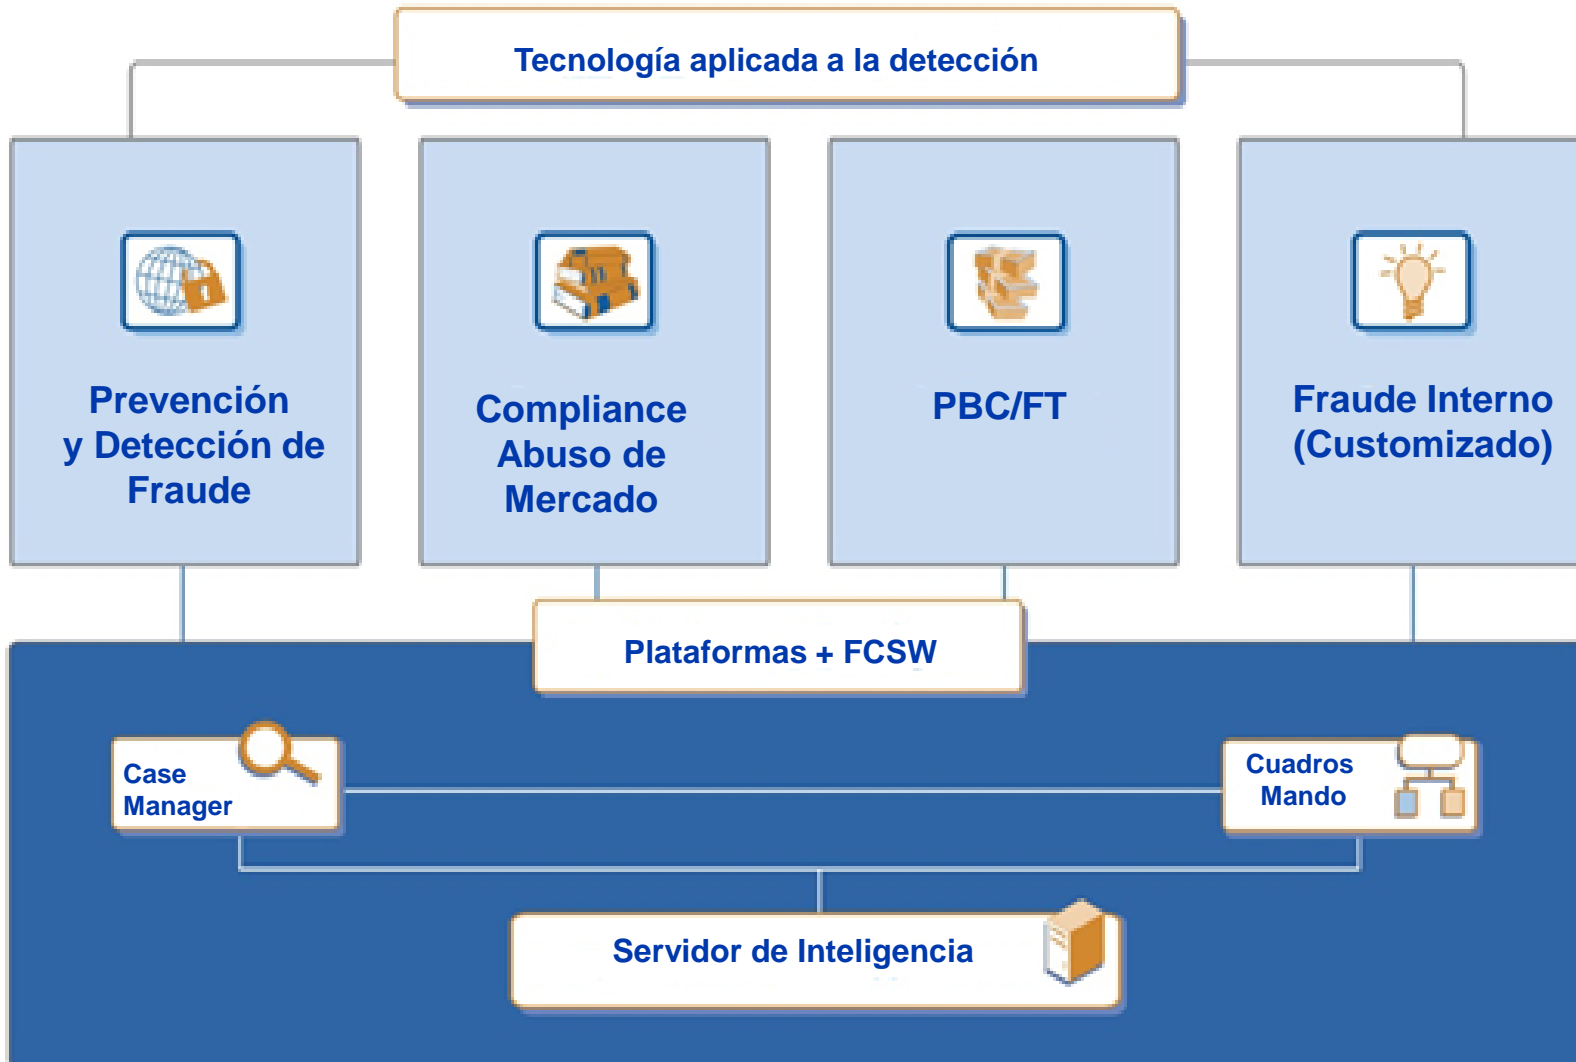 Tecnología aplicada a la detección
Prevención
y Detección de
Fraude
Compliance
Abuso de
Mercado
PBC/FT
Fraude Interno
(Customizado)
Plataformas + FCSW
Case
Manager
Cuadros
Mando
Servidor de Inteligencia